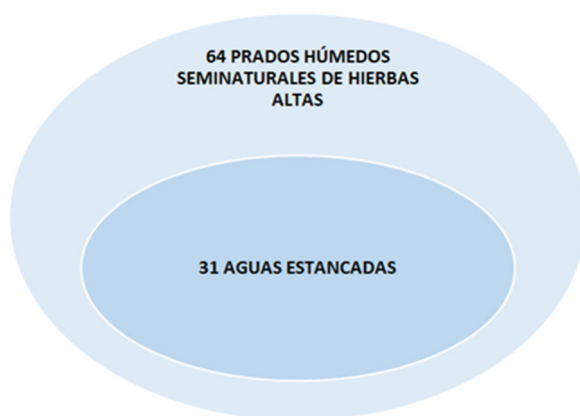 64 PRADOS HÚMEDOS
SEMINATURALES DE HIERBAS
ALTAS
31 AGUAS ESTANCADAS